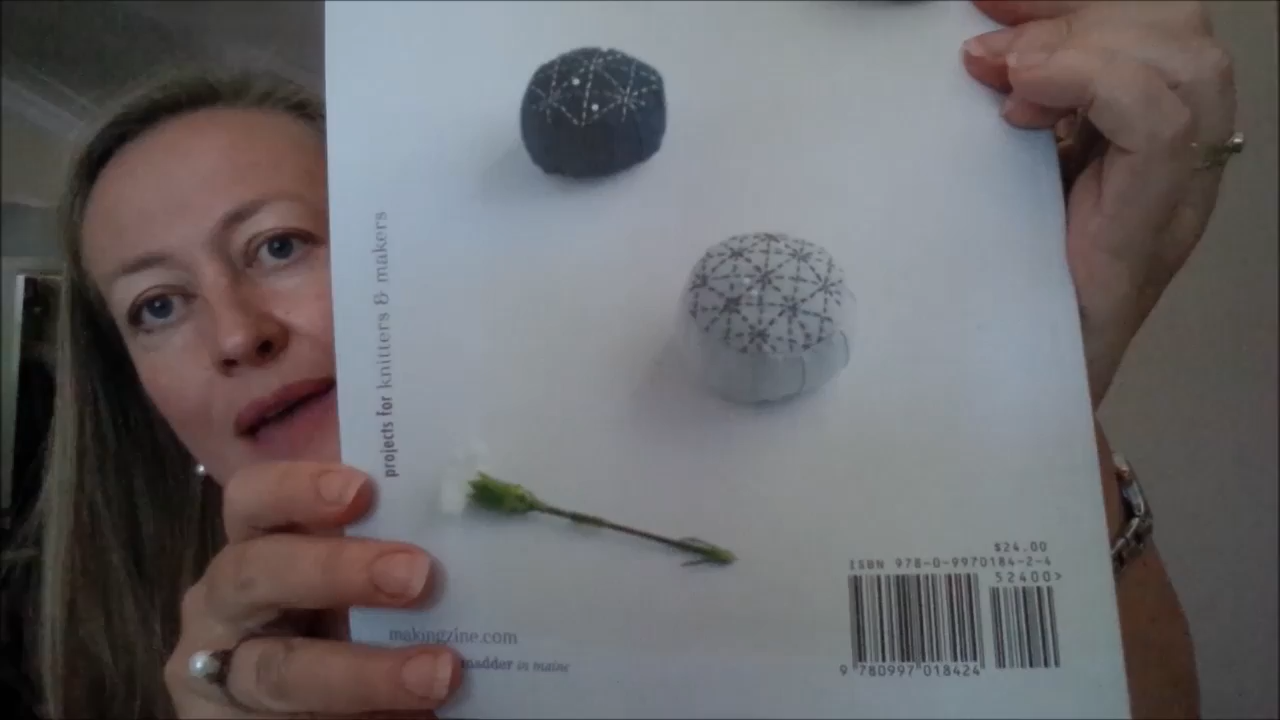 projects for knitters & makers
$24.00
ISBN 978-0-9970184-2-4
52400>
9 780997 018424
makingzine.com
madder in maine